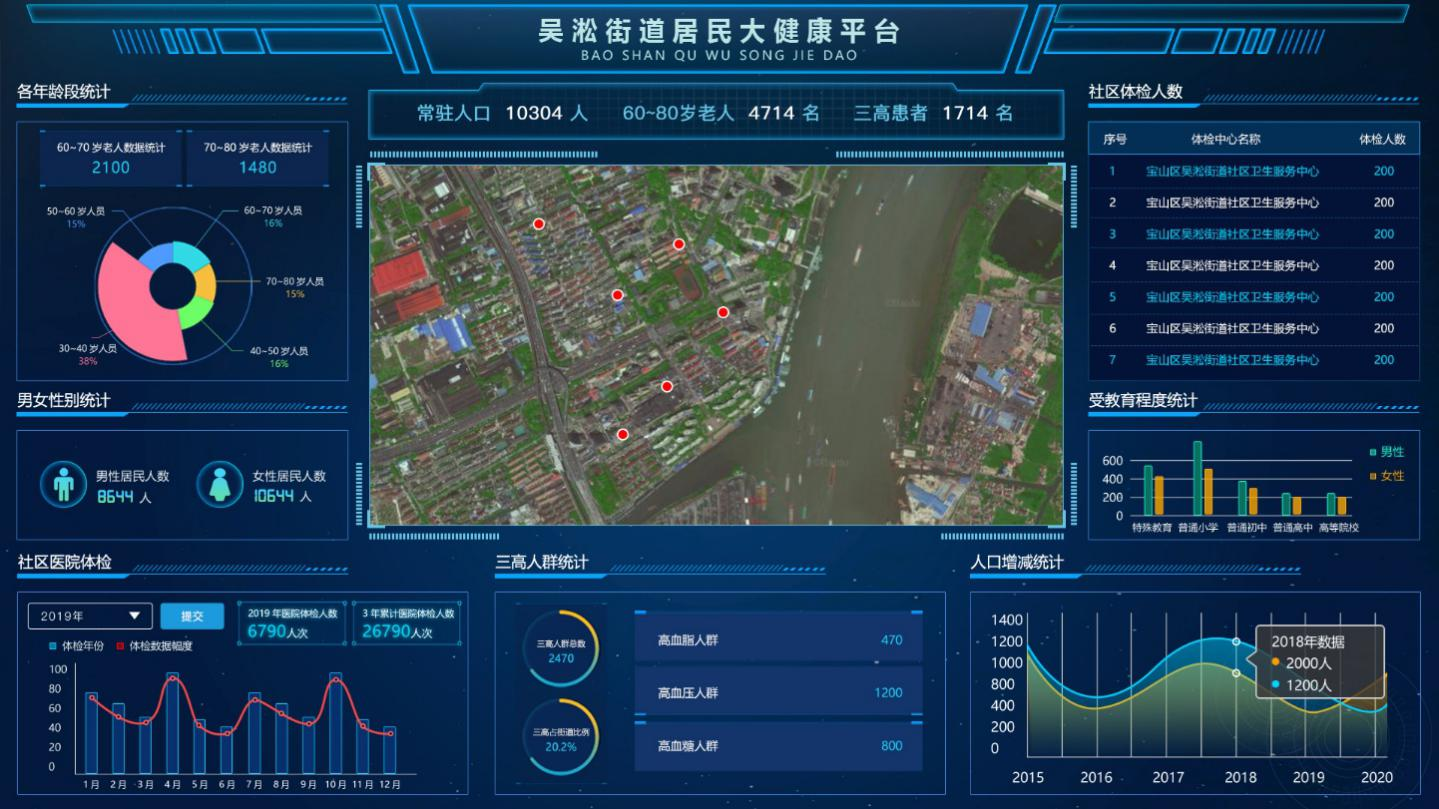 吴淞街道居民大健康平台
BAO SHAN QU WU SONG JIE DAO
各年龄段统计
60~70 岁老人数据统计
2100
70~80 岁老人数据统计
1480
50~60 岁人员
15%
60~70 岁人员
16%
70~80 岁人员
15%
30~40 岁人员
38%
40~50 岁人员
16%
男女性别统计
男性居民人数
8644 人
女性居民人数
10644 人
常驻人口 10304 人 60~80岁老人 4714 名 三高患者 1714 名
社区体检人数
序号 体检中心名称 体检人数
1 宝山区吴淞街道社区卫生服务中心 200
2 宝山区吴淞街道社区卫生服务中心 200
3 宝山区吴淞街道社区卫生服务中心 200
4 宝山区吴淞街道社区卫生服务中心 200
5 宝山区吴淞街道社区卫生服务中心 200
6 宝山区吴淞街道社区卫生服务中心 200
7 宝山区吴淞街道社区卫生服务中心 200
受教育程度统计
男性
女性
600
400
200
0
特殊教育 普通小学 普通初中 普通高中 高等院校
社区医院体检
2019年
提交
2019 年医院体检人数
6790人次
3 年累计医院体检人数
26790人次
体检年份 体检数据幅度
100
80
60
40
20
0
1月 2月 3月 4月 5月 6月 7月 8月 9月 10月 11月 12月
三高人群统计
三高人群总数
2470
三高占街道比例
20.2%
高血脂人群 470
高血压人群 1200
高血糖人群 800
人口增减统计
1400
1200
1000
800
400
200
0
2018年数据
2000人
1200人
2015 2016 2017 2018 2019 2020